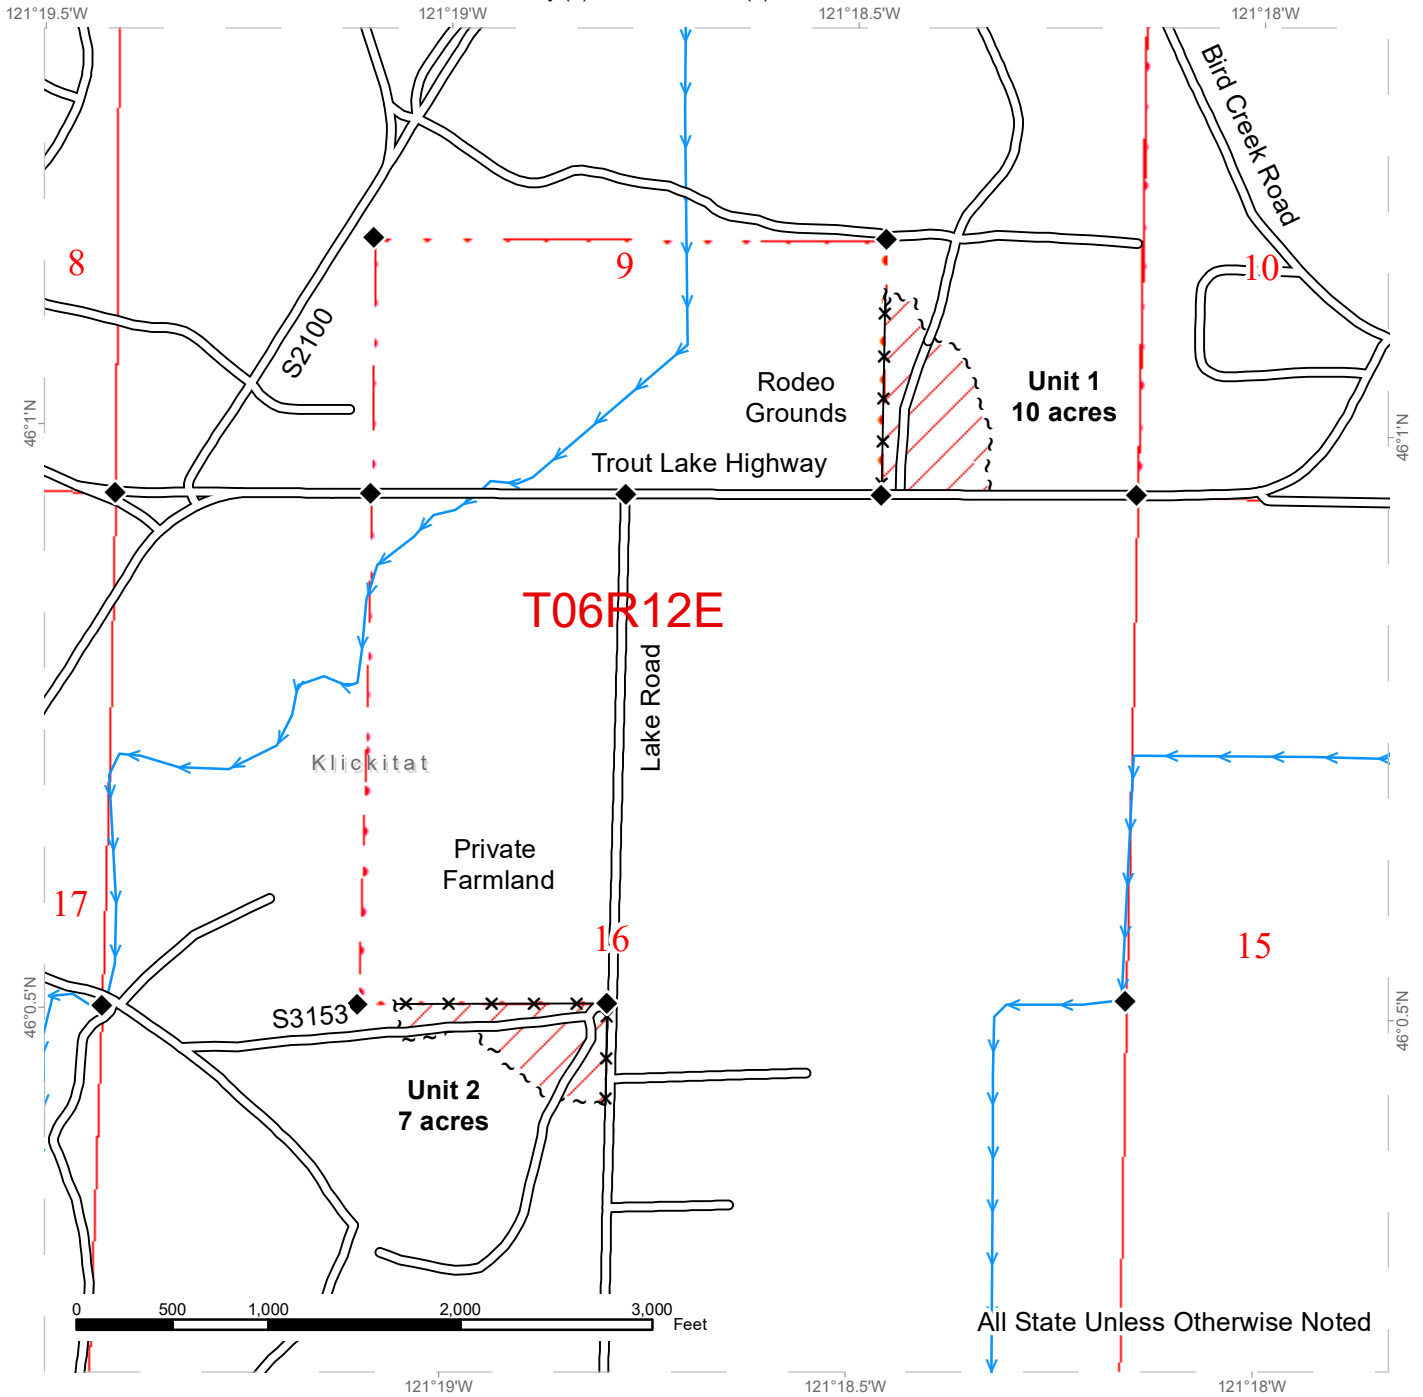 121°19.5'W
121°19'W
121°18.5'W
121°18'W
Bird Creek Road
8
9
10
S2100
Rodeo
Grounds
Unit 1
10 acres
46°1'N
46°1'N
Trout Lake Highway
T06R12E
Lake Road
Klickitat
Private
Farmland
17
16
15
46°0.5'N
46°0.5'N
S3153
Unit 2
7 acres
0 500 1,000 2,000 3,000
Feet
All State Unless Otherwise Noted
121°19'W
121°18.5'W
121°18'W